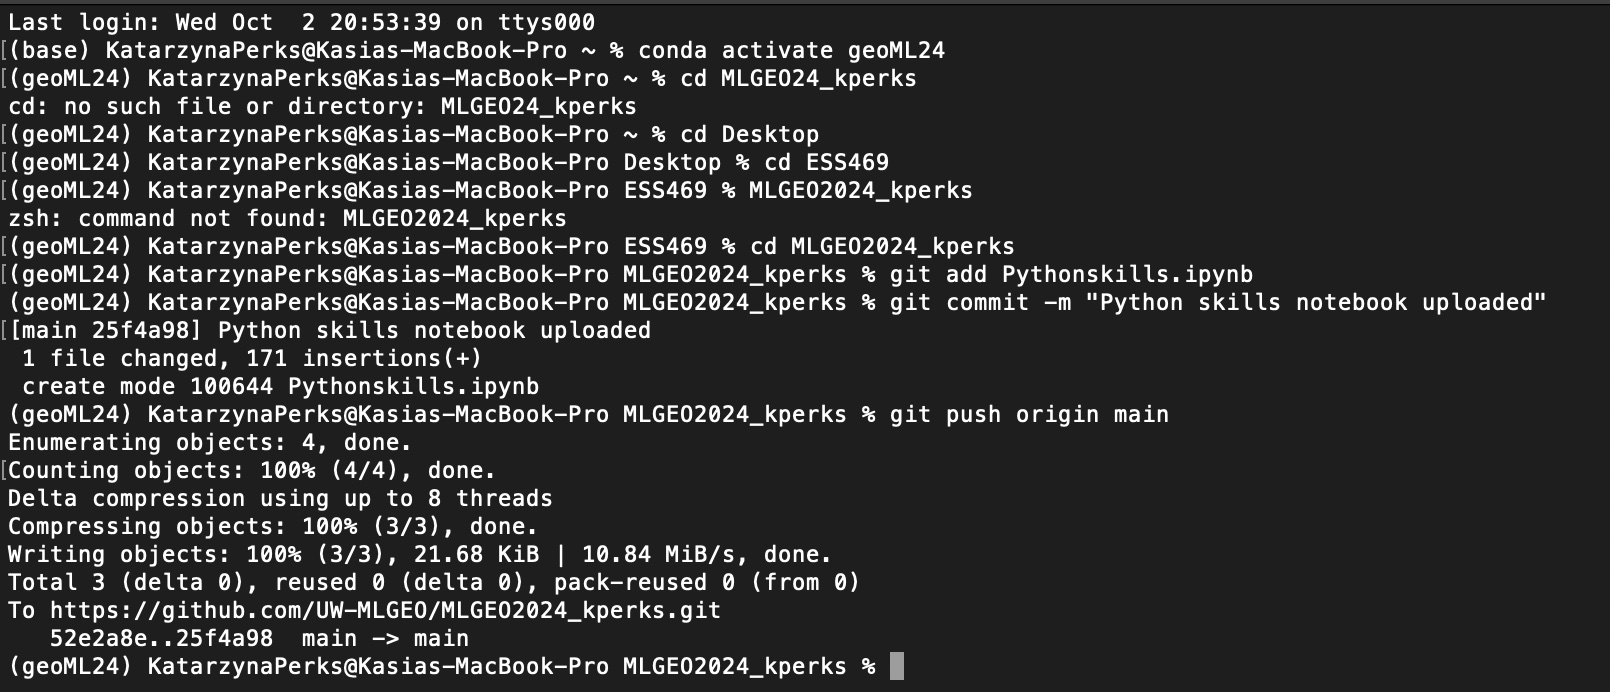 Last login: Wed Oct  2 20:53:39 on ttys000
[(base) KatarzynaPerks@Kasias-MacBook-Pro ~ % conda activate geoML24
[(geoML24) KatarzynaPerks@Kasias-MacBook-Pro ~ % cd MLGEO24_kperks
cd: no such file or directory: MLGEO24_kperks
[(geoML24) KatarzynaPerks@Kasias-MacBook-Pro ~ % cd Desktop
[(geoML24) KatarzynaPerks@Kasias-MacBook-Pro Desktop % cd ESS469
[(geoML24) KatarzynaPerks@Kasias-MacBook-Pro ESS469 % MLGEO2024_kperks
zsh: command not found: MLGEO2024_kperks
[(geoML24) KatarzynaPerks@Kasias-MacBook-Pro ESS469 % cd MLGEO2024_kperks
[(geoML24) KatarzynaPerks@Kasias-MacBook-Pro MLGEO2024_kperks % git add Pythonskills.ipynb
(geoML24) KatarzynaPerks@Kasias-MacBook-Pro MLGEO2024_kperks % git commit -m "Python skills notebook uploaded"
[[main 25f4a98] Python skills notebook uploaded
 1 file changed, 171 insertions(+)
 create mode 100644 Pythonskills.ipynb
(geoML24) KatarzynaPerks@Kasias-MacBook-Pro MLGEO2024_kperks % git push origin main
Enumerating objects: 4, done.
[Counting objects: 100% (4/4), done.
Delta compression using up to 8 threads
Compressing objects: 100% (3/3), done.
Writing objects: 100% (3/3), 21.68 KiB | 10.84 MiB/s, done.
Total 3 (delta 0), reused 0 (delta 0), pack-reused 0 (from 0)
To https://github.com/UW-MLGEO/MLGEO2024_kperks.git
   52e2a8e..25f4a98  main -> main
(geoML24) KatarzynaPerks@Kasias-MacBook-Pro MLGEO2024_kperks %